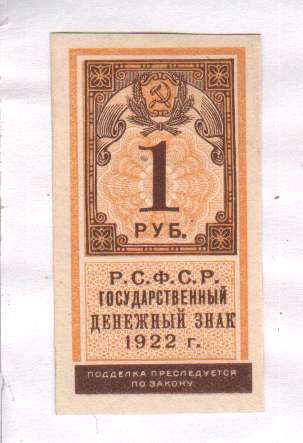 1
РУБ.
Р.С.Ф.С.Р.
ГОСУДАРСТВЕННЫЙ
ДЕНЕЖНЫЙ ЗНАК
1922 г.
ПОДДЕЛКА ПРЕСЛЕДУЕТСЯ
ПО ЗАКОНУ.